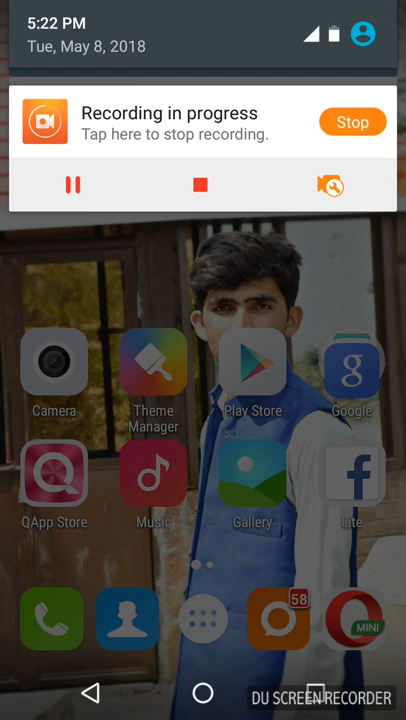 5:22 PM
Tue, May 8, 2018
Recording in progress
Tap here to stop recording.
Stop
Camera
Theme
Manager
Play Store
g
Google
QApp Store
Music
Gallery
f
Lite
58
MINI
DU SCREEN RECORDER